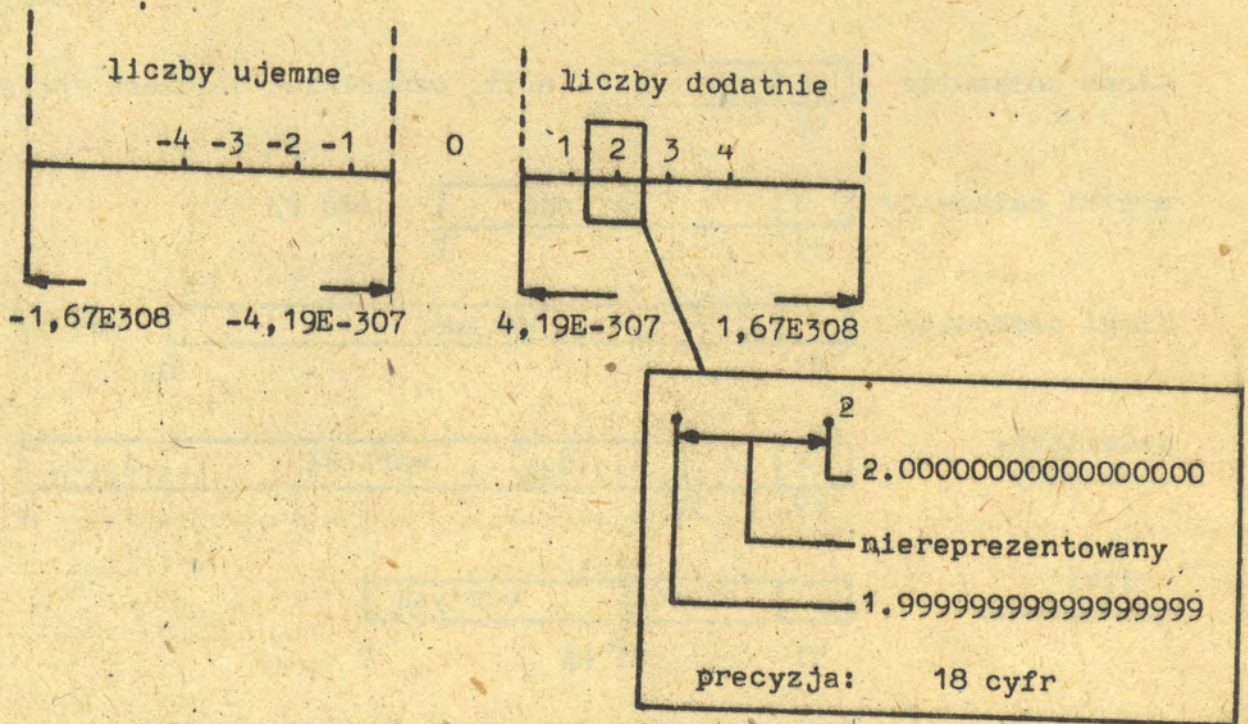 liczby ujemne
liczby dodatnie
-4 -3 -2 -1 0 1 2 3 4
-1,67E308 -4,19E-307 4,19E-307 1,67E308
2
2.00000000000000000
niereprezentowany
1.99999999999999999
precyzja: 18 cyfr